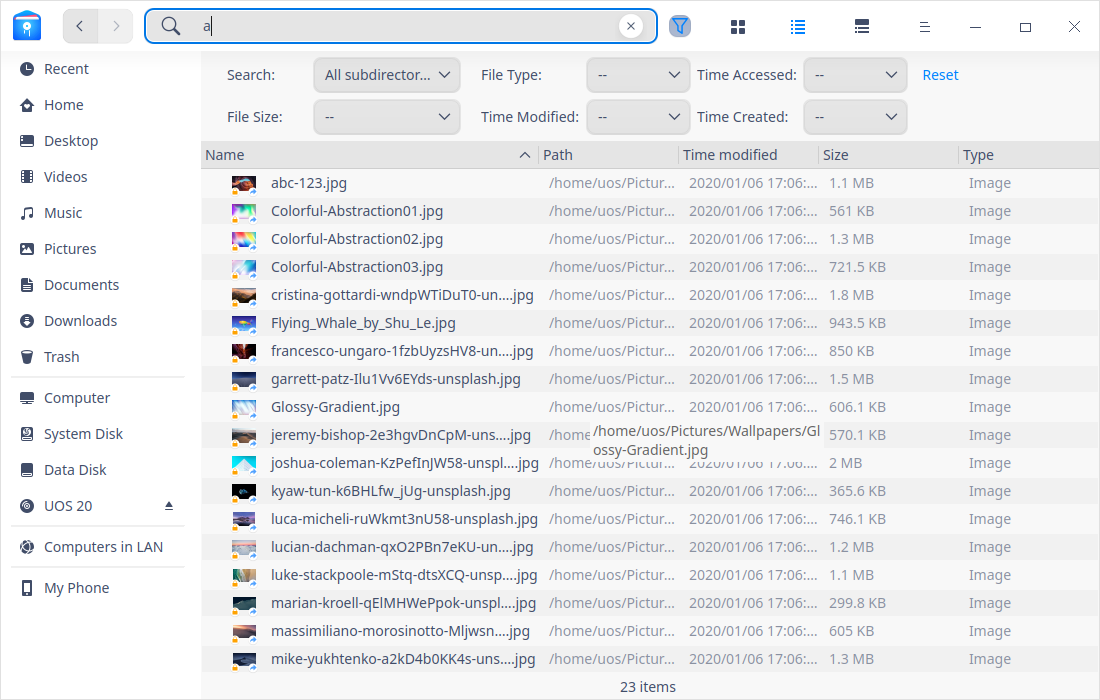 a
Search: All subdirector... File Type: -- Time Accessed: -- Reset
File Size: -- Time Modified: -- Time Created: --
Recent
Home
Desktop
Videos
Music
Pictures
Documents
Downloads
Trash
Computer
System Disk
Data Disk
UOS 20
Computers in LAN
My Phone
Name Path Time modified Size Type
abc-123.jpg /home/uos/Pictur... 2020/01/06 17:06:... 1.1 MB Image
Colorful-Abstraction01.jpg /home/uos/Pictur... 2020/01/06 17:06:... 561 KB Image
Colorful-Abstraction02.jpg /home/uos/Pictur... 2020/01/06 17:06:... 1.3 MB Image
Colorful-Abstraction03.jpg /home/uos/Pictur... 2020/01/06 17:06:... 721.5 KB Image
cristina-gottardi-wndpWTiDuT0-un....jpg /home/uos/Pictur... 2020/01/06 17:06:... 1.8 MB Image
Flying_Whale_by_Shu_Le.jpg /home/uos/Pictur... 2020/01/06 17:06:... 943.5 KB Image
francesco-ungaro-1fzbUyzsHV8-un....jpg /home/uos/Pictur... 2020/01/06 17:06:... 850 KB Image
garrett-patz-Ilu1Vv6EYds-unsplash.jpg /home/uos/Pictur... 2020/01/06 17:06:... 1.5 MB Image
Glossy-Gradient.jpg /home/uos/Pictur... 2020/01/06 17:06:... 606.1 KB Image
jeremy-bishop-2e3hgvDnCpM-uns....jpg /home 570.1 KB Image
/home/uos/Pictures/Wallpapers/Gl
ossy-Gradient.jpg
joshua-coleman-KzPefInJW58-unspl....jpg /home/uos/Pictur... 2020/01/06 17:06:... 2 MB Image
kyaw-tun-k6BHLfw_jUg-unsplash.jpg /home/uos/Pictur... 2020/01/06 17:06:... 365.6 KB Image
luca-micheli-ruWkmt3nU58-unsplash.jpg /home/uos/Pictur... 2020/01/06 17:06:... 746.1 KB Image
lucian-dachman-qxO2PBn7eKU-un....jpg /home/uos/Pictur... 2020/01/06 17:06:... 1.2 MB Image
luke-stackpoole-mStq-dtsXCQ-unsp....jpg /home/uos/Pictur... 2020/01/06 17:06:... 1.1 MB Image
marian-kroell-qElMHWePpok-unspl....jpg /home/uos/Pictur... 2020/01/06 17:06:... 299.8 KB Image
massimiliano-morosinotto-Mljwsn....jpg /home/uos/Pictur... 2020/01/06 17:06:... 605 KB Image
mike-yukhtenko-a2kD4b0KK4s-uns....jpg /home/uos/Pictur... 2020/01/06 17:06:... 1.3 MB Image
23 items